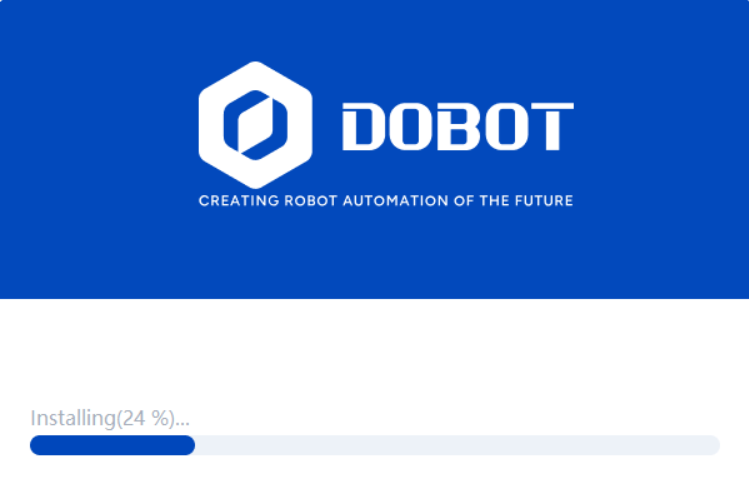 DOBOT
CREATING ROBOT AUTOMATION OF THE FUTURE
Installing(24 %)...